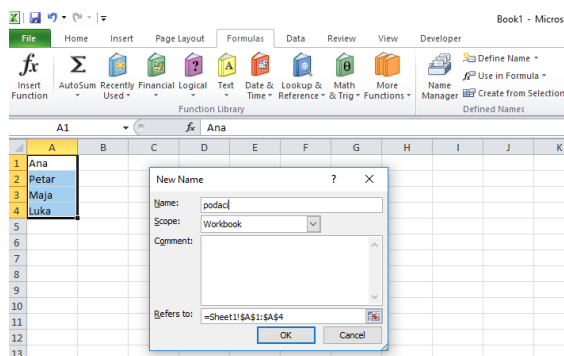 Book1 - Micros
File Home Insert Page Layout Formulas Data Review View Developer
fx Σ ? A θ
Insert Function AutoSum Recently Used Financial Logical Text Date & Time Lookup & Reference Math & Trig More Functions Name Manager
Define Name
Use in Formula
Create from Selection
Function Library Defined Names
A1 fx Ana
A B C D E F G H I J K
1 Ana
2 Petar
3 Maja
4 Luka
5
6
7
8
9
10
11
12
13
New Name ? X
Name: podaci
Scope: Workbook
Comment:
Refers to: =Sheet1!$A$1:$A$4
OK Cancel